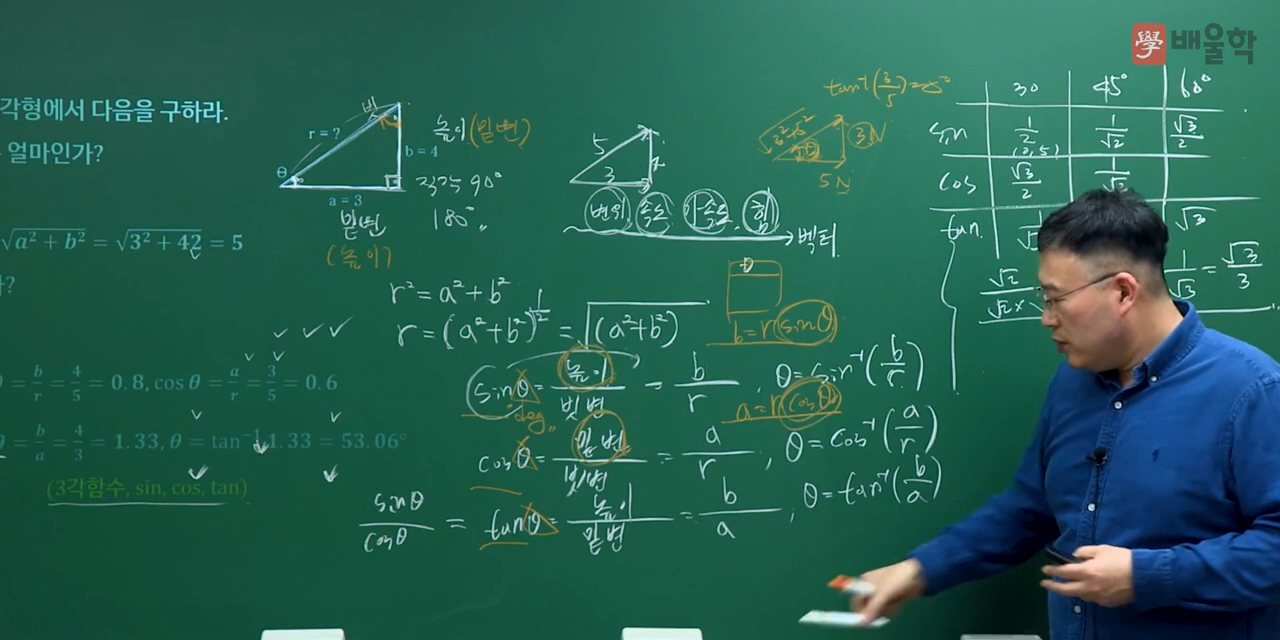 學 배울학
각형에서 다음을 구하라.
얼마인가?
√a² + b² = √3² + 42 = 5
?
= b/r = 4/5 = 0.8, cos θ = a/r = 3/5 = 0.6
= b/a = 4/3 = 1.33, θ = tan⁻¹1.33 = 53.06°
(3각함수, sin, cos, tan)
r = ?
θ
b = 4
a = 3
빗
높이(밑변)
직각 90°
180°
밑변
(높이)
5
3
변위 속도 가속도, 힘
벡터
tan⁻¹(3/5)=
3N
5N
r² = a² + b²
r = (a² + b²)^1/2 = √(a² + b²)
b = r sinθ
sinθ = 높이/빗변 = b/r, θ = sin⁻¹(b/r)
deg
a = r cosθ
cosθ = 밑변/빗변 = a/r, θ = cos⁻¹(a/r)
sinθ/cosθ = tanθ = 높이/밑변 = b/a, θ = tan⁻¹(b/a)
30 45° 60°
sin 1/2 1/√2 √3/2
cos √3/2 1/√2
tan. √3
1/√3 = √3/3